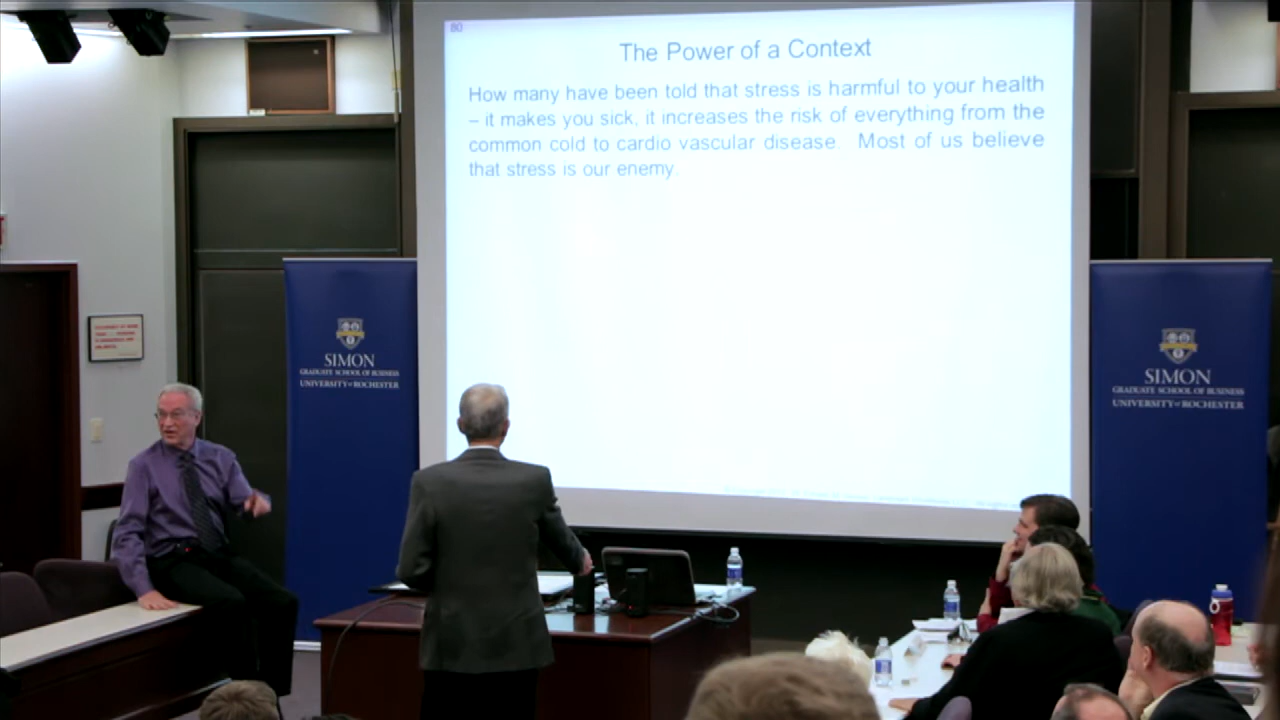 80
The Power of a Context
How many have been told that stress is harmful to your health
– it makes you sick, it increases the risk of everything from the
common cold to cardio vascular disease. Most of us believe
that stress is our enemy.
SIMON
GRADUATE SCHOOL OF BUSINESS
UNIVERSITY of ROCHESTER
SIMON
GRADUATE SCHOOL OF BUSINESS
UNIVERSITY of ROCHESTER